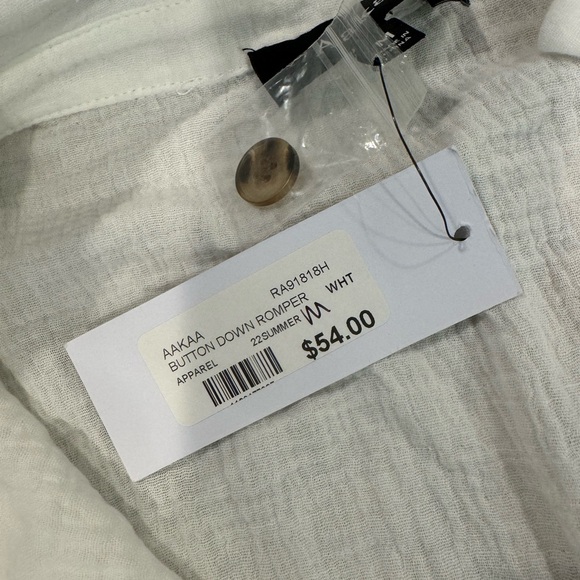 AAKAA RA91818H
BUTTON DOWN ROMPER WHT
APPAREL 22SUMMER M
$54.00